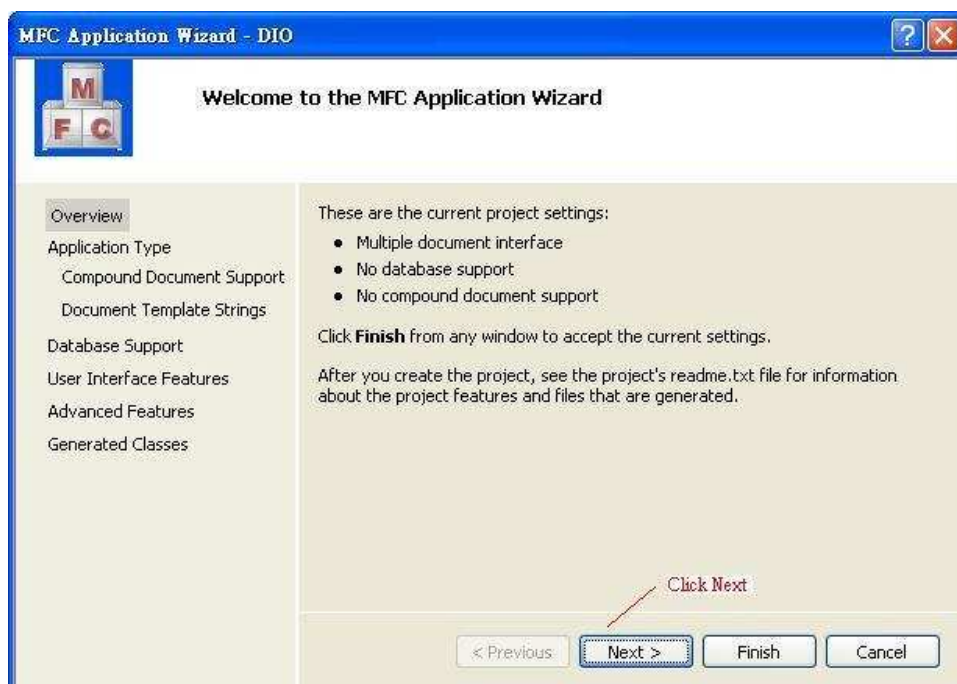 MFC Application Wizard - DIO
M
F C
Welcome to the MFC Application Wizard
Overview
Application Type
Compound Document Support
Document Template Strings
Database Support
User Interface Features
Advanced Features
Generated Classes
These are the current project settings:
● Multiple document interface
● No database support
● No compound document support
Click Finish from any window to accept the current settings.
After you create the project, see the project's readme.txt file for information
about the project features and files that are generated.
Click Next
< Previous
Next >
Finish
Cancel